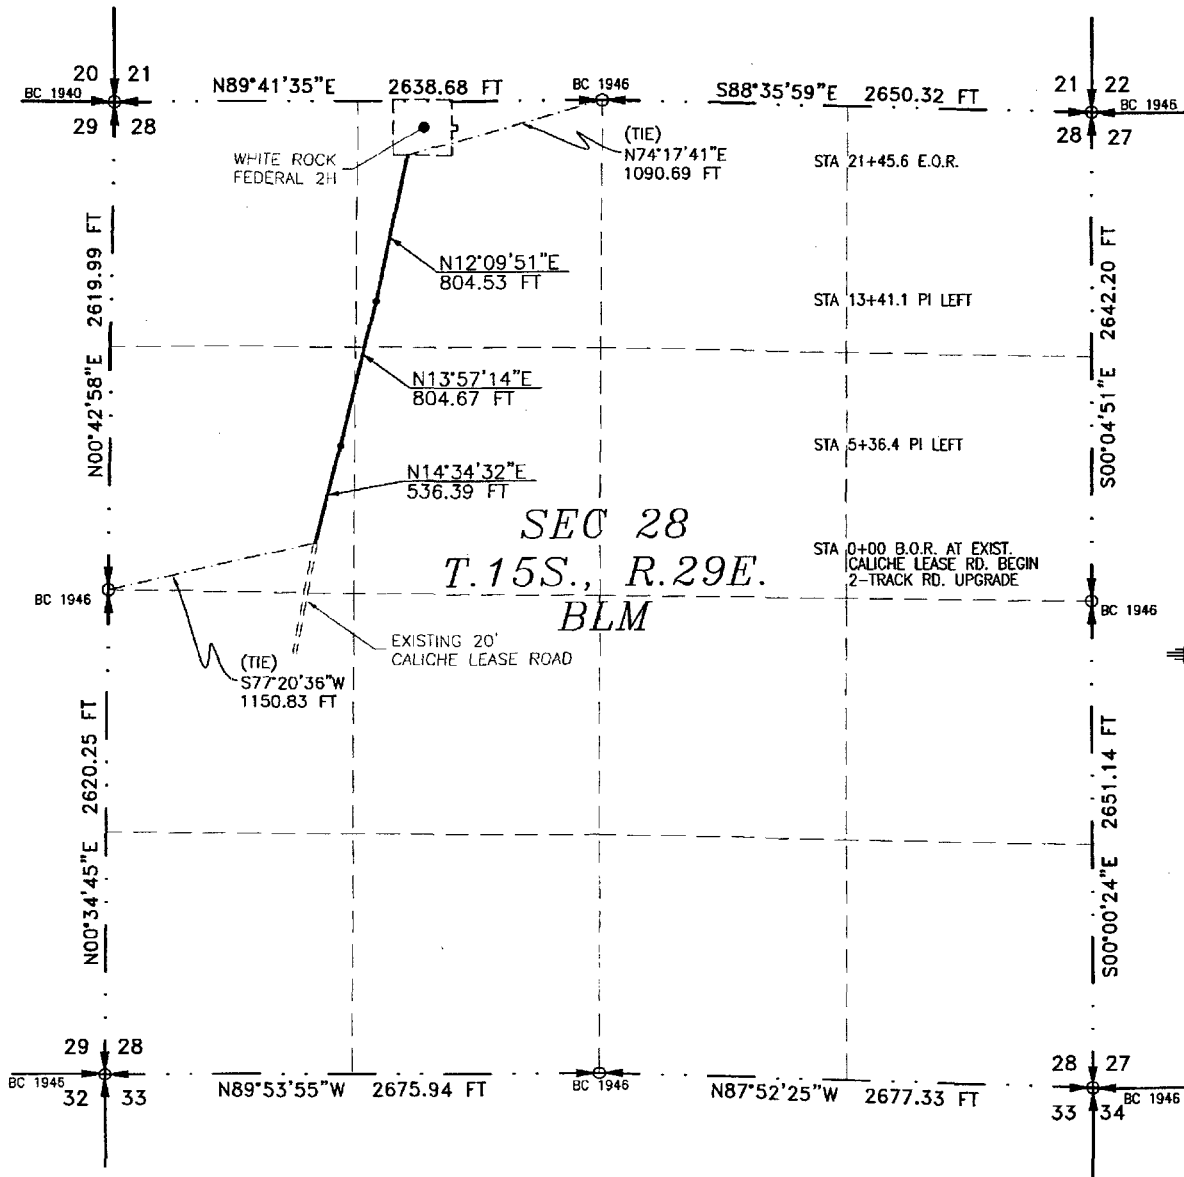 20 21
BC 1940
29 28
N89°41'35"E 2638.68 FT
BC 1946
S88°35'59"E 2650.32 FT
21 22
BC 1946
28 27
WHITE ROCK
FEDERAL 2H
(TIE)
N74°17'41"E
1090.69 FT
STA 21+45.6 E.O.R.
N00°42'58"E 2619.99 FT
N12°09'51"E
804.53 FT
STA 13+41.1 PI LEFT
S00°04'51"E 2642.20 FT
N13°57'14"E
804.67 FT
STA 5+36.4 PI LEFT
N14°34'32"E
536.39 FT
SEC 28
T.15S., R.29E.
BLM
STA 0+00 B.O.R. AT EXIST.
CALICHE LEASE RD. BEGIN
2-TRACK RD. UPGRADE
BC 1946
BC 1946
EXISTING 20'
CALICHE LEASE ROAD
(TIE)
S77°20'36"W
1150.83 FT
N00°34'45"E 2620.25 FT
S00°00'24"E 2651.14 FT
29 28
BC 1946
32 33
N89°53'55"W 2675.94 FT
BC 1946
N87°52'25"W 2677.33 FT
28 27
BC 1946
33 34